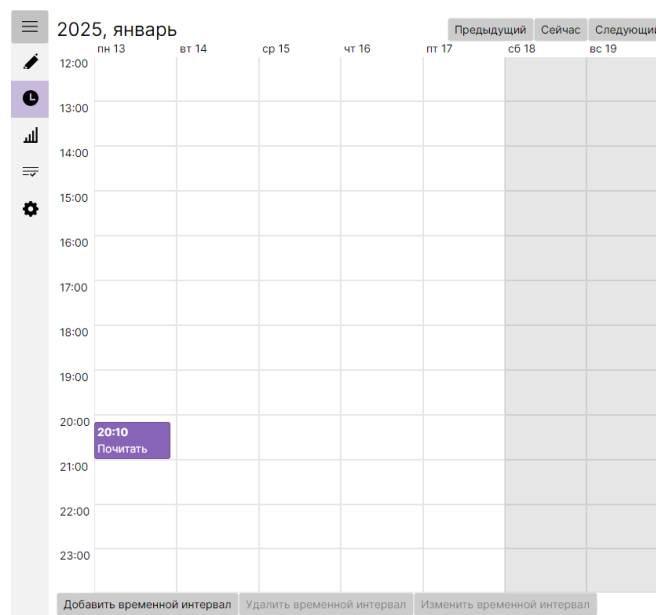 2025, январь
Предыдущий Сейчас Следующий
пн 13 вт 14 ср 15 чт 16 пт 17 сб 18 вс 19
12:00
13:00
14:00
15:00
16:00
17:00
18:00
19:00
20:00
20:10
Почитать
21:00
22:00
23:00
Добавить временной интервал Удалить временной интервал Изменить временной интервал